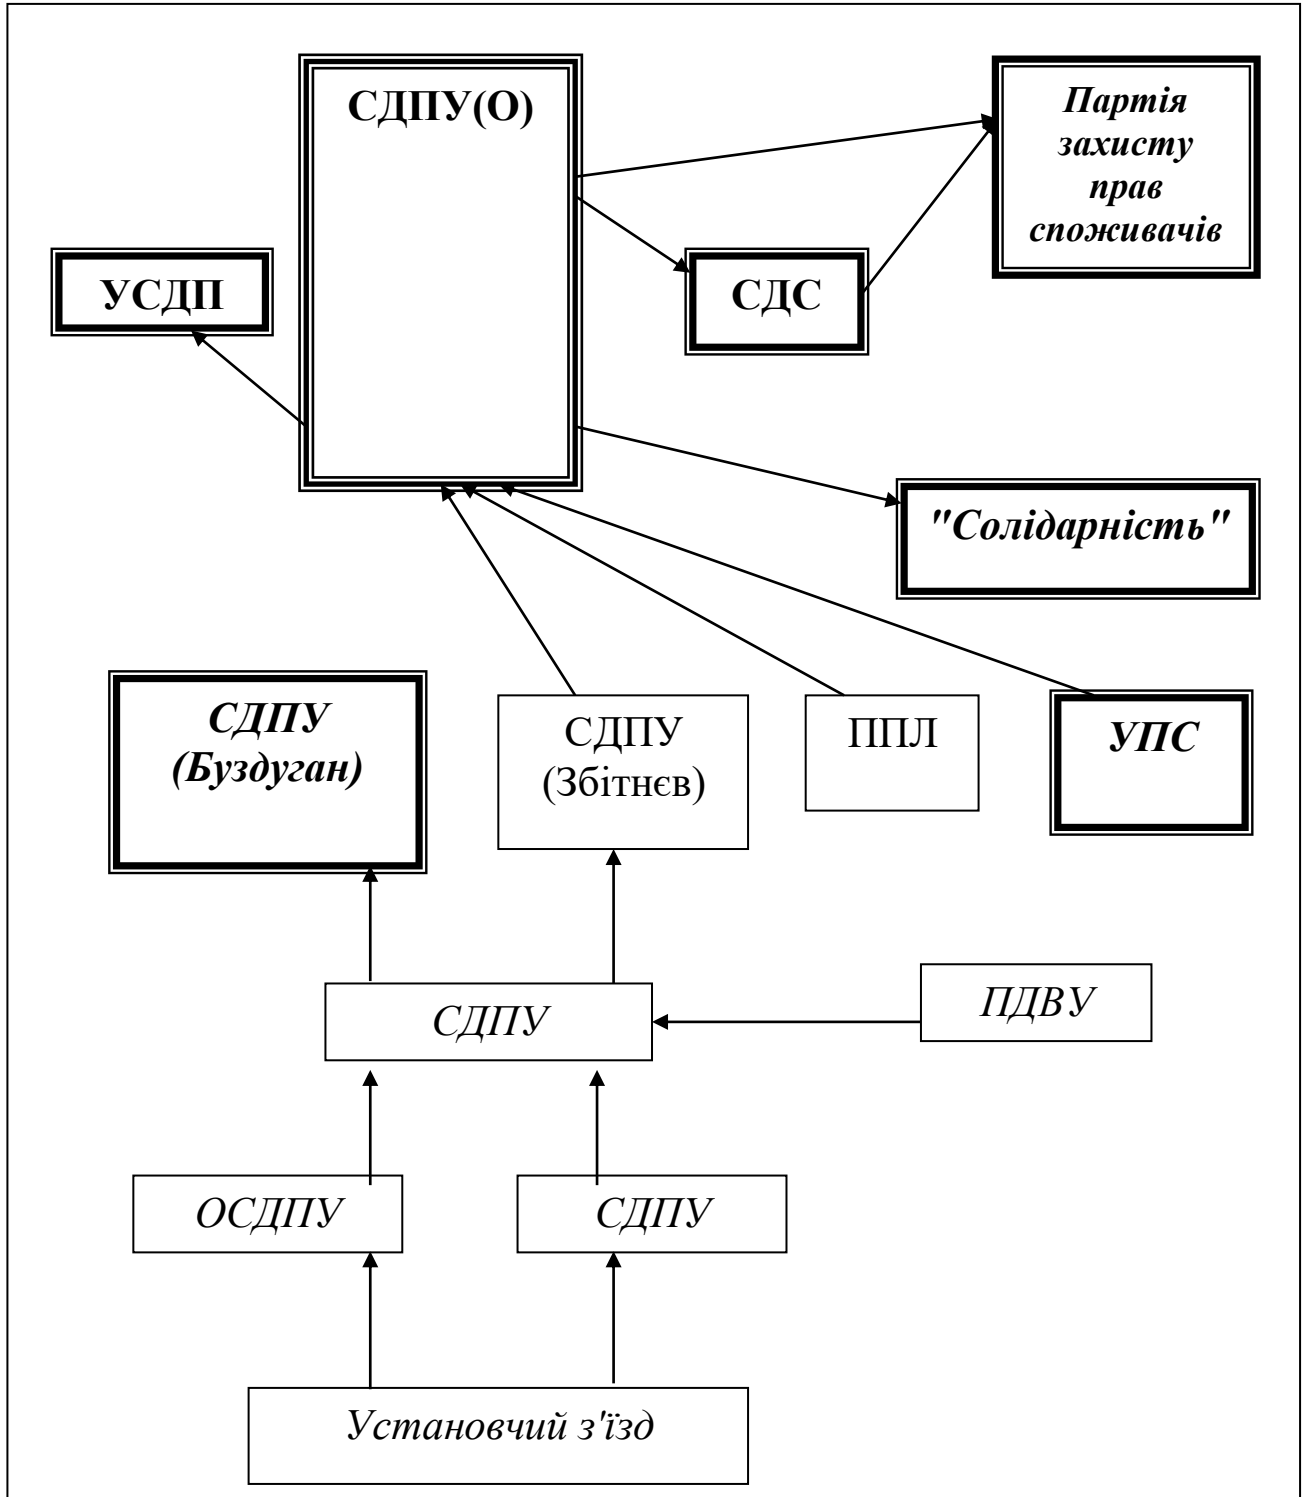 СДПУ(О)
Партія
захисту
прав
споживачів
УСДП
СДС
"Солідарність"
СДПУ
(Буздуган)
СДПУ
(Збітнєв)
ППЛ
УПС
СДПУ
ПДВУ
ОСДПУ
СДПУ
Установчий з'їзд